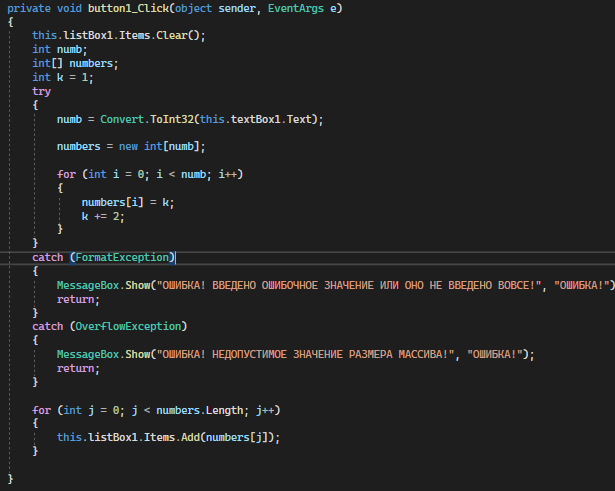 private void button1_Click(object sender, EventArgs e)
{
    this.listBox1.Items.Clear();
    int numb;
    int[] numbers;
    int k = 1;
    try
    {
        numb = Convert.ToInt32(this.textBox1.Text);

        numbers = new int[numb];

        for (int i = 0; i < numb; i++)
        {
            numbers[i] = k;
            k += 2;
        }
    }
    catch (FormatException)
    {
        MessageBox.Show("ОШИБКА! ВВЕДЕНО ОШИБОЧНОЕ ЗНАЧЕНИЕ ИЛИ ОНО НЕ ВВЕДЕНО ВОВСЕ!", "ОШИБКА!")
        return;
    }
    catch (OverflowException)
    {
        MessageBox.Show("ОШИБКА! НЕДОПУСТИМОЕ ЗНАЧЕНИЕ РАЗМЕРА МАССИВА!", "ОШИБКА!");
        return;
    }

    for (int j = 0; j < numbers.Length; j++)
    {
        this.listBox1.Items.Add(numbers[j]);
    }

}